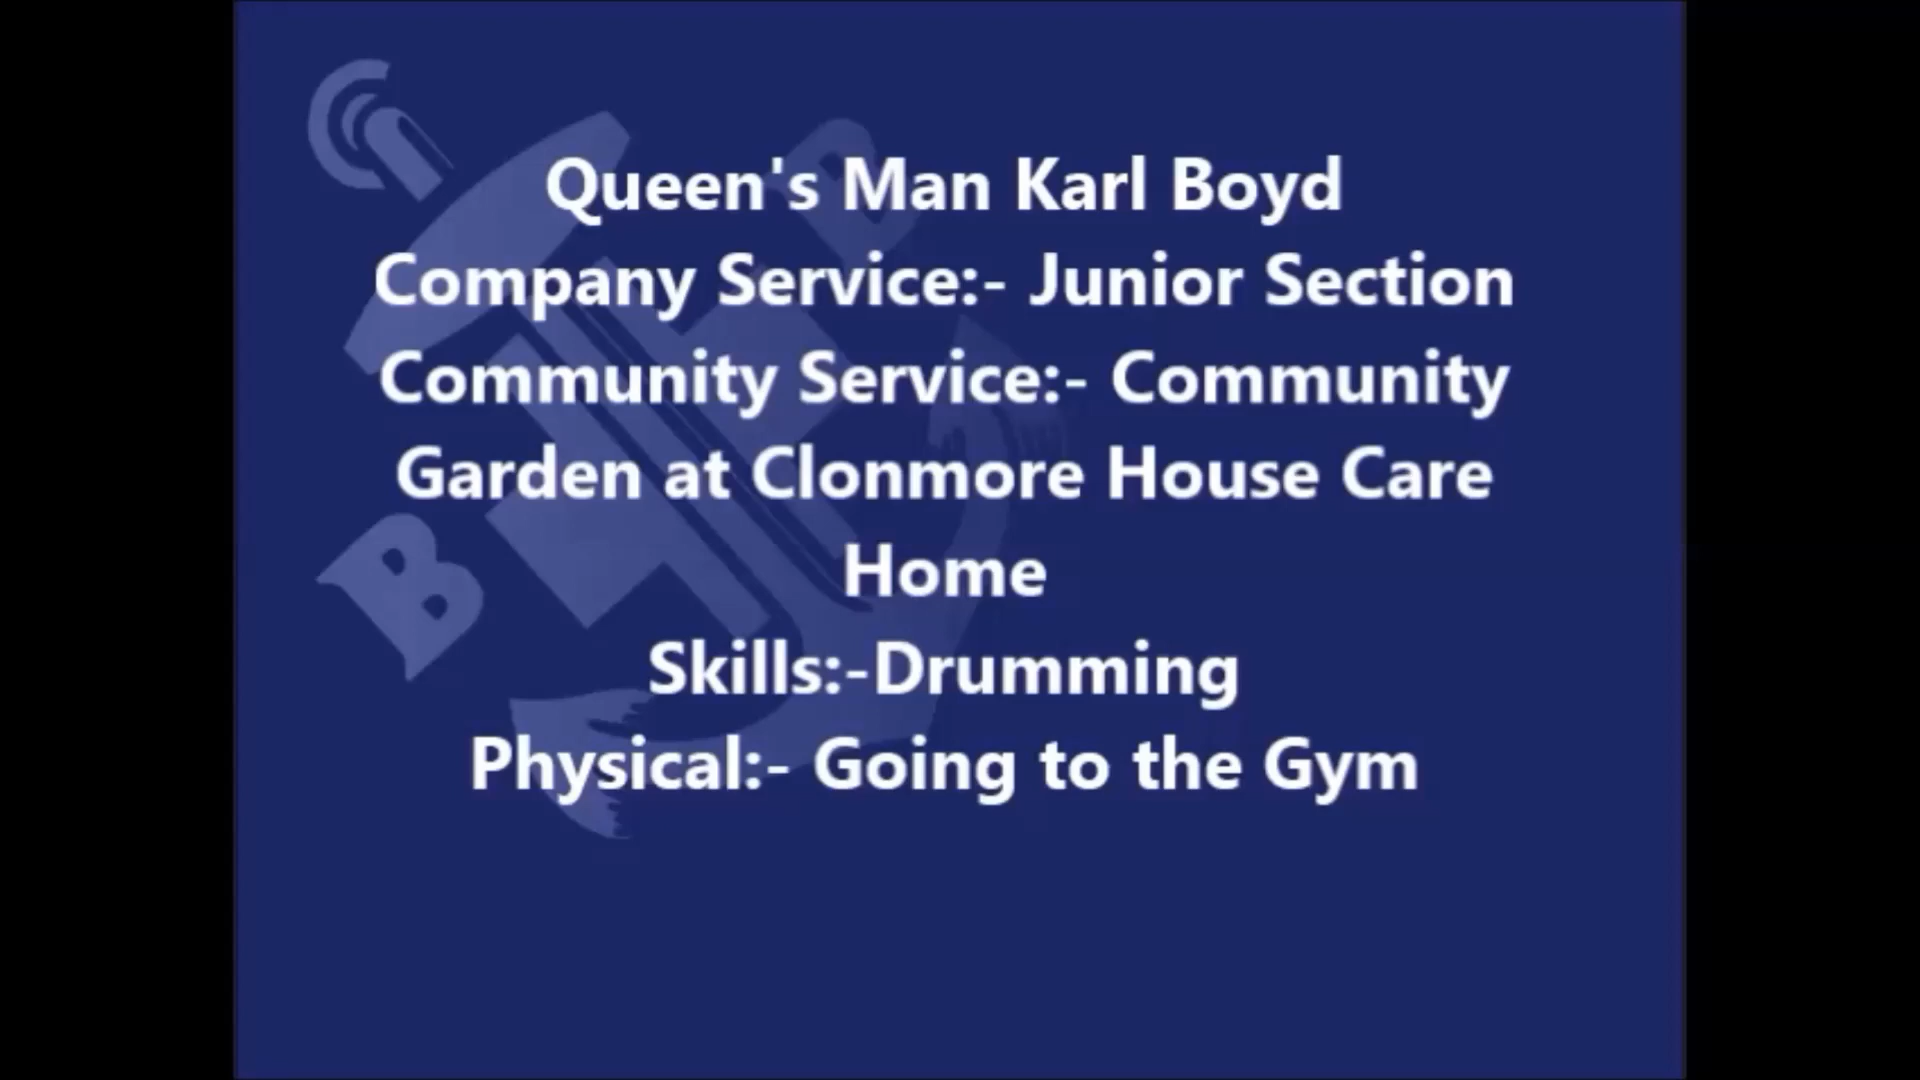 Queen's Man Karl Boyd
Company Service:- Junior Section
Community Service:- Community
Garden at Clonmore House Care
Home
Skills:-Drumming
Physical:- Going to the Gym
B B